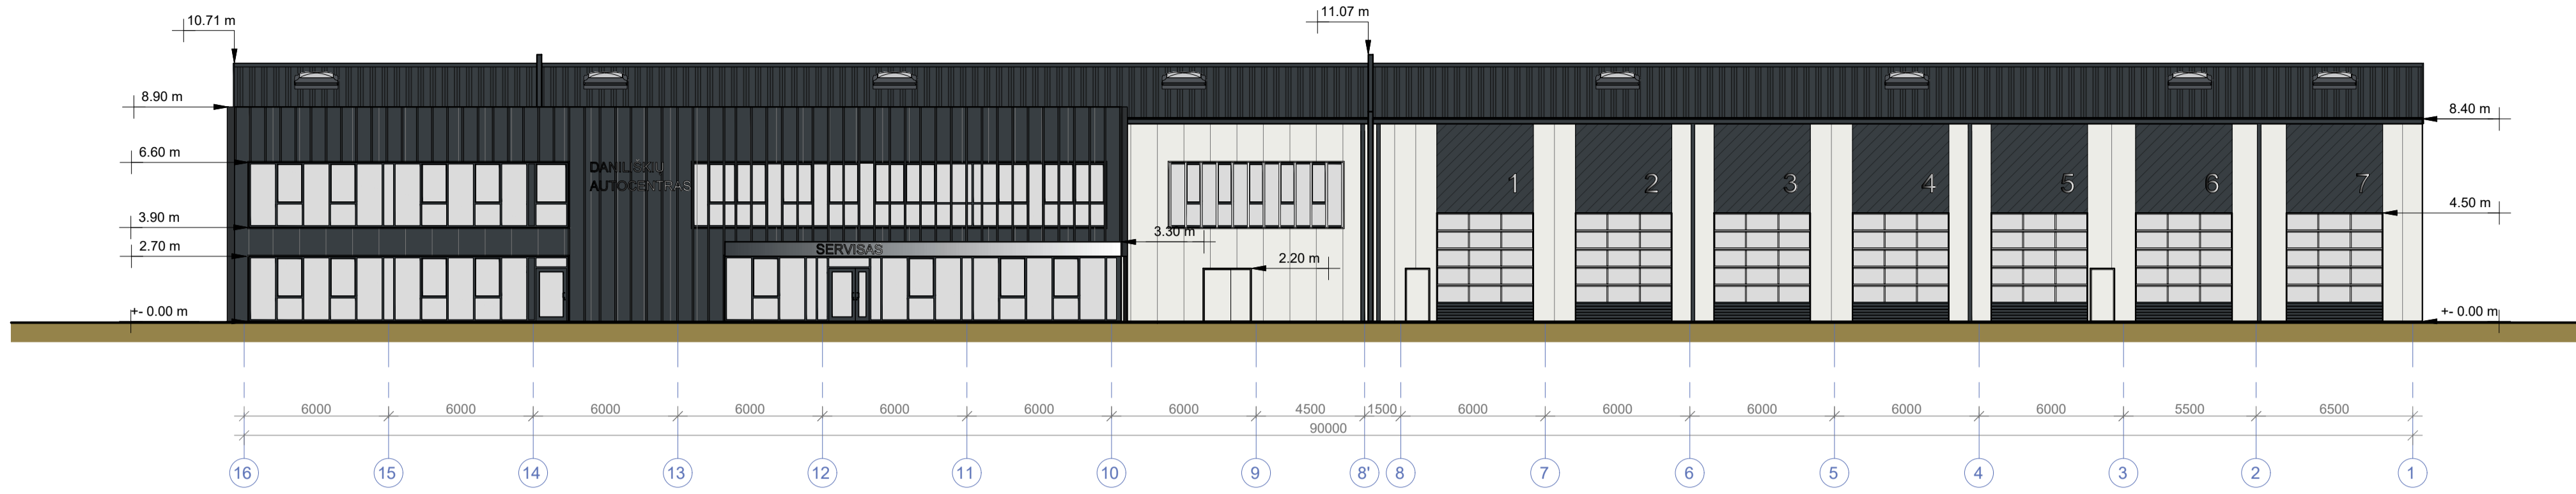 10.71 m
11.07 m
8.90 m
8.40 m
6.60 m
DANILIŠKIŲ
AUTOCENTRAS
1 2 3 4 5 6 7
3.90 m
4.50 m
3.30 m
2.70 m
SERVISAS
2.20 m
+- 0.00 m
+- 0.00 m
6000 6000 6000 6000 6000 6000 6000 4500 1500 6000 6000 6000 6000 6000 5500 6500
90000
16 15 14 13 12 11 10 9 8' 8 7 6 5 4 3 2 1